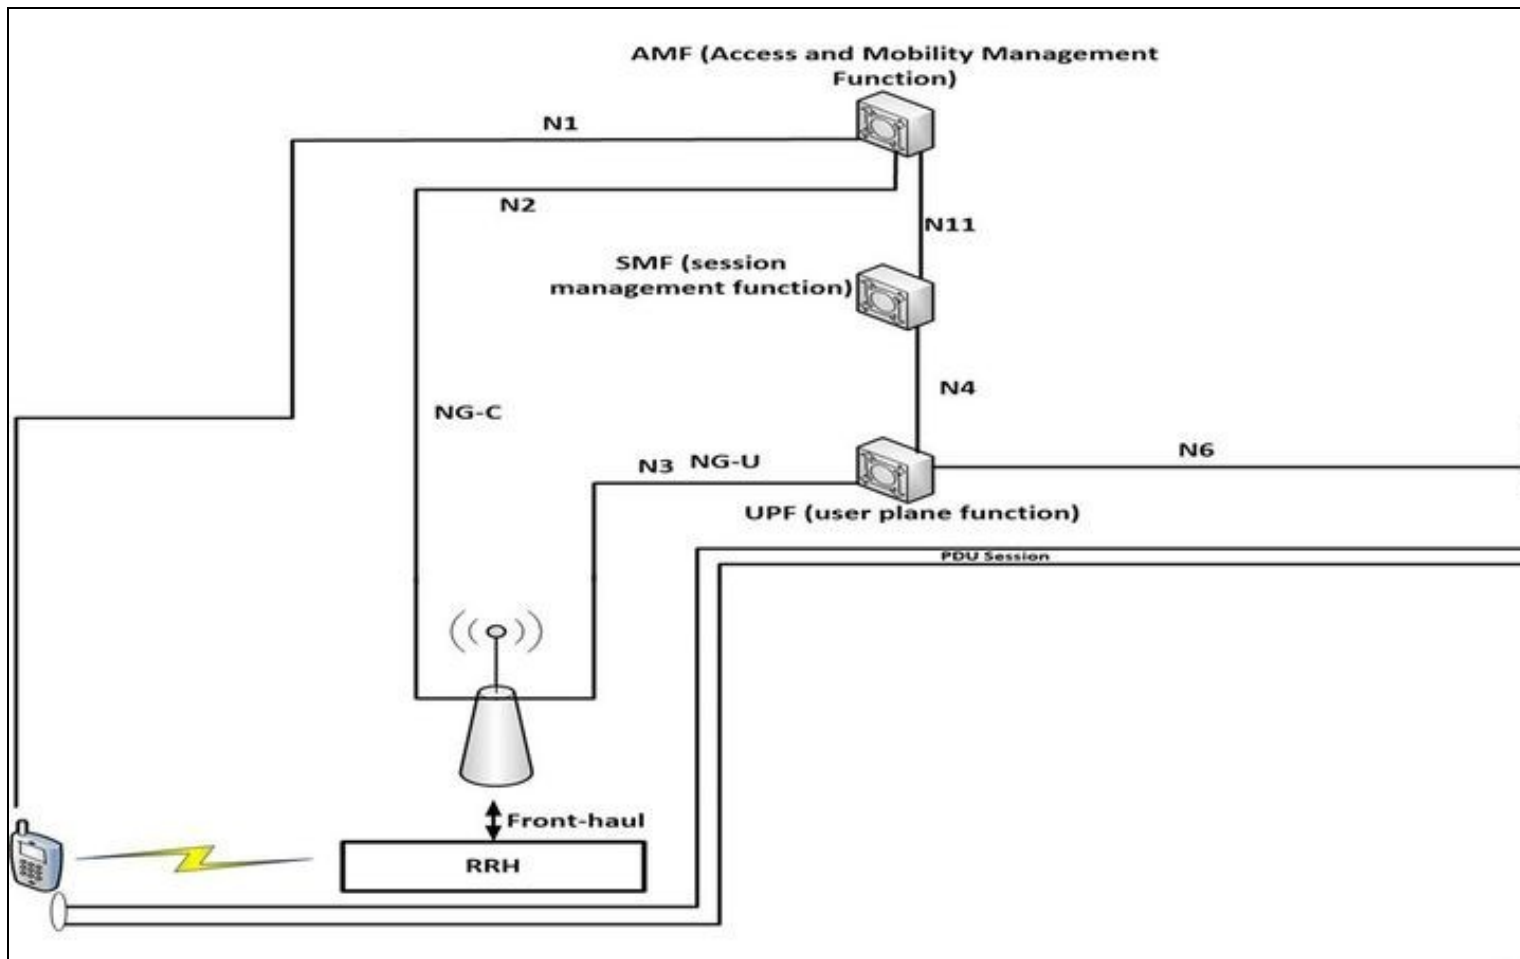 AMF (Access and Mobility Management
Function)
N1
N2
N11
SMF (session
management function)
N4
NG-C
N3 NG-U
N6
UPF (user plane function)
PDU Session
Front-haul
RRH